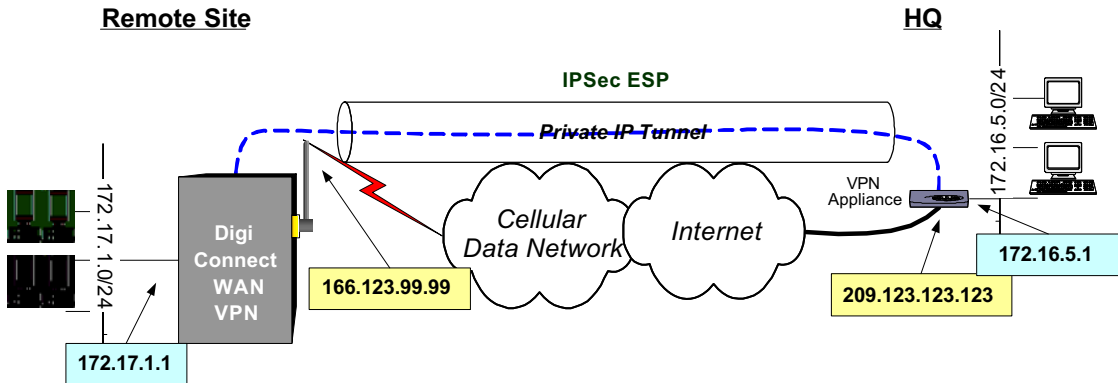 Remote Site
HQ
IPSec ESP
Private IP Tunnel
172.16.5.0/24
172.17.1.0/24
Digi
Connect
WAN
VPN
Cellular
Data Network
Internet
VPN
Appliance
166.123.99.99
209.123.123.123
172.16.5.1
172.17.1.1